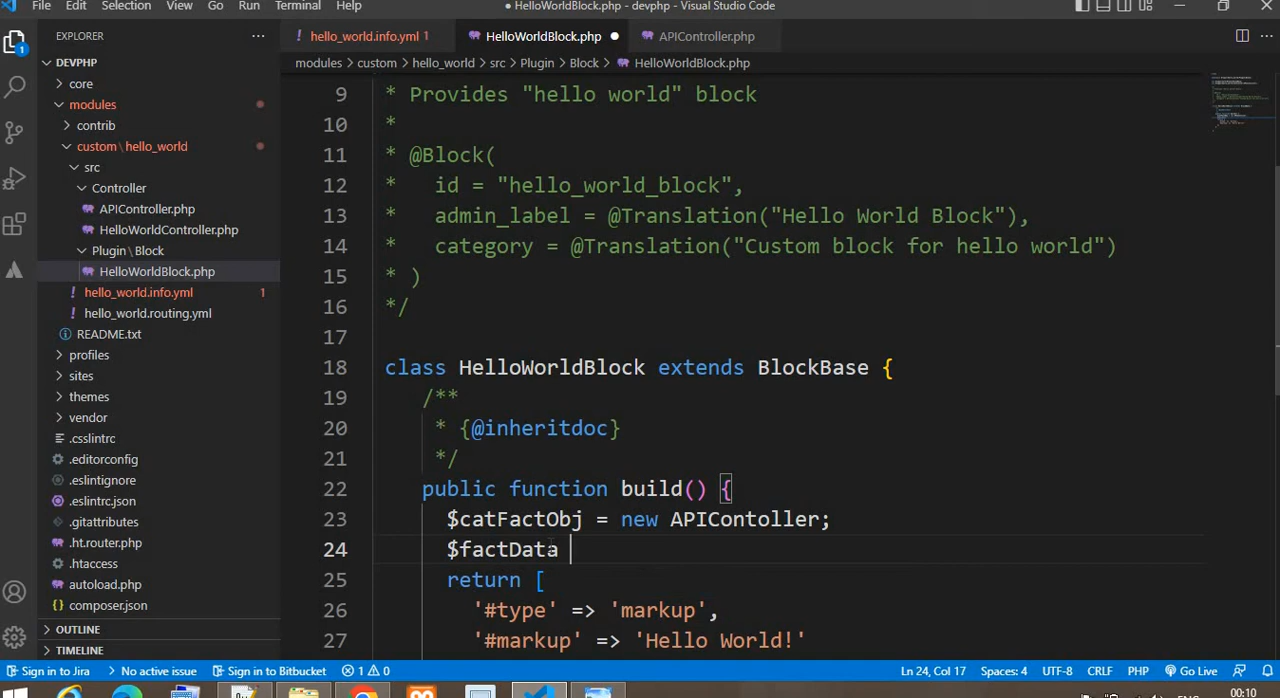 File Edit Selection View Go Run Terminal Help ● HelloWorldBlock.php - devphp - Visual Studio Code
EXPLORER ···
! hello_world.info.yml 1 HelloWorldBlock.php ● APIController.php ···
modules > custom > hello_world > src > Plugin > Block > HelloWorldBlock.php
1
DEVPHP
core
modules
contrib
custom\hello_world
src
Controller
APIController.php
HelloWorldController.php
Plugin\Block
HelloWorldBlock.php
! hello_world.info.yml 1
! hello_world.routing.yml
README.txt
profiles
sites
themes
vendor
.csslintrc
.editorconfig
.eslintignore
.eslintrc.json
.gitattributes
.ht.router.php
.htaccess
autoload.php
{} composer.json
OUTLINE
TIMELINE
9 * Provides "hello world" block
10 *
11 * @Block(
12 * id = "hello_world_block",
13 * admin_label = @Translation("Hello World Block"),
14 * category = @Translation("Custom block for hello world")
15 * )
16 */
17
18 class HelloWorldBlock extends BlockBase {
19 /**
20 * {@inheritdoc}
21 */
22 public function build() {
23 $catFactObj = new APIContoller;
24 $factData
25 return [
26 '#type' => 'markup',
27 '#markup' => 'Hello World!'
Sign in to Jira No active issue Sign in to Bitbucket 1 0 Ln 24, Col 17 Spaces: 4 UTF-8 CRLF PHP Go Live
00:10